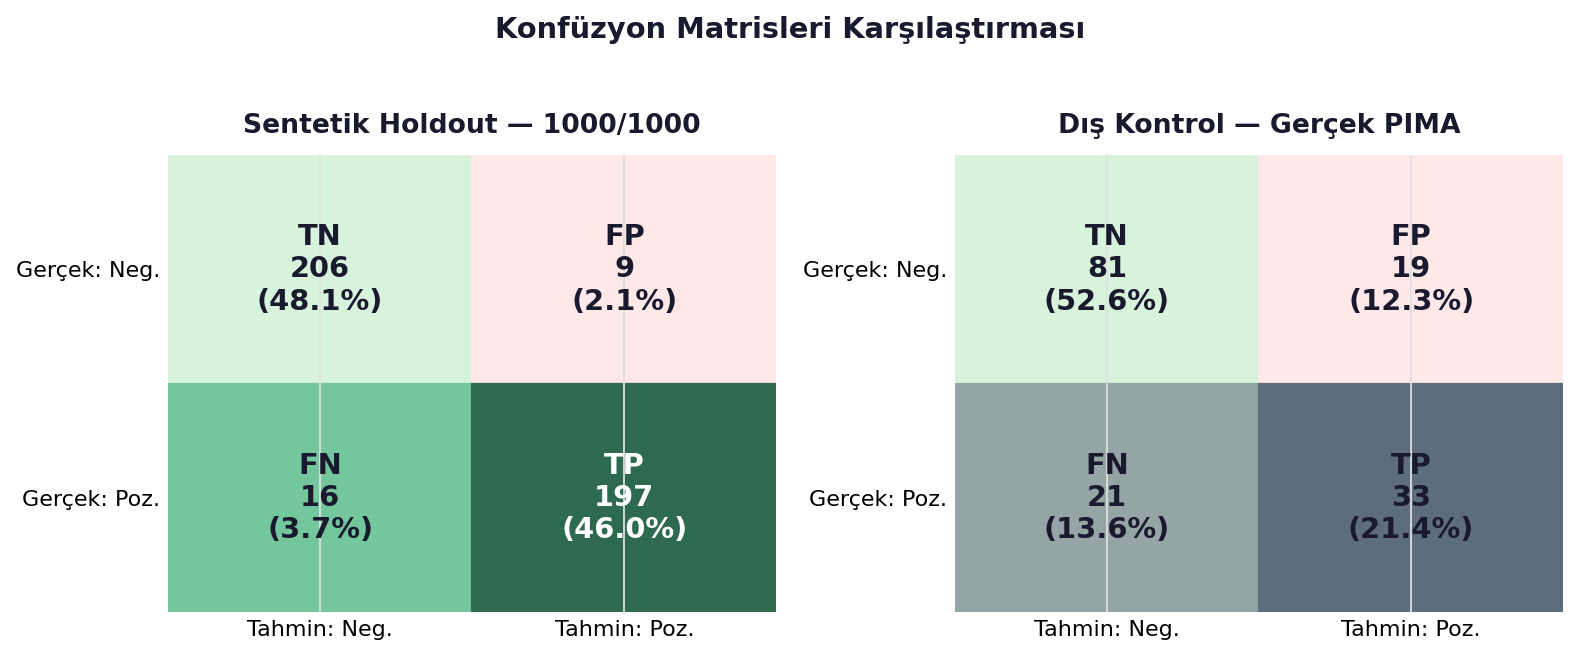 Konfüzyon Matrisleri Karşılaştırması
Sentetik Holdout — 1000/1000
Gerçek: Neg.
TN
206
(48.1%)
FP
9
(2.1%)
Gerçek: Poz.
FN
16
(3.7%)
TP
197
(46.0%)
Tahmin: Neg.
Tahmin: Poz.
Dış Kontrol — Gerçek PIMA
Gerçek: Neg.
TN
81
(52.6%)
FP
19
(12.3%)
Gerçek: Poz.
FN
21
(13.6%)
TP
33
(21.4%)
Tahmin: Neg.
Tahmin: Poz.